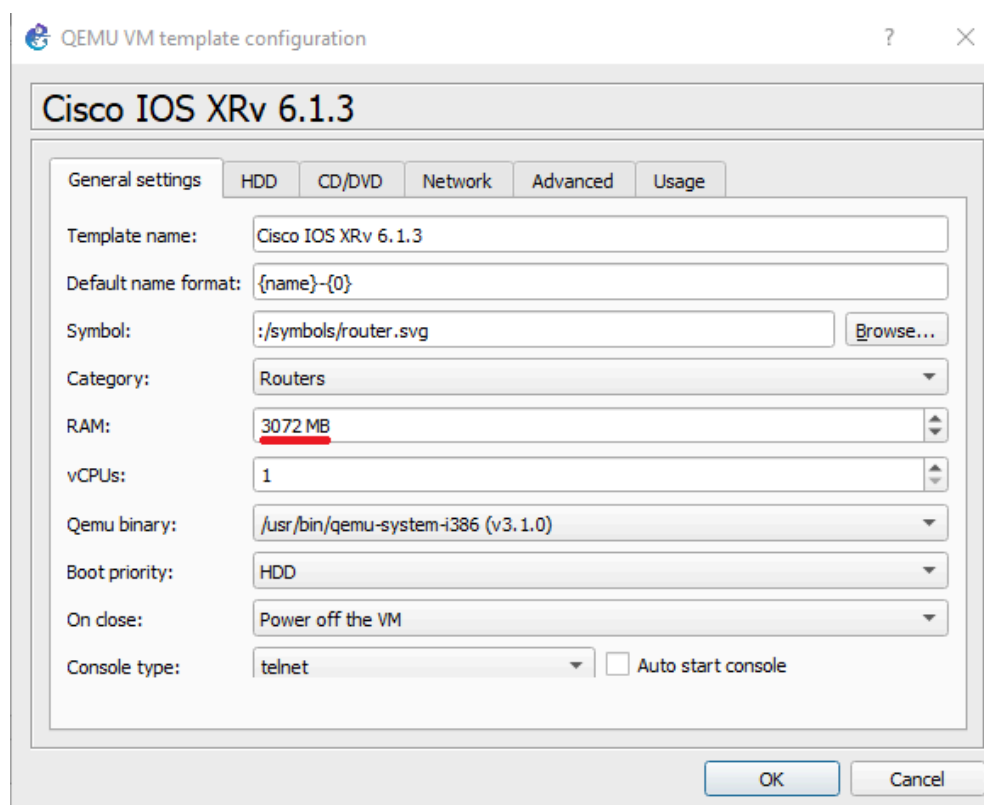 QEMU VM template configuration ? ×
Cisco IOS XRv 6.1.3
General settings HDD CD/DVD Network Advanced Usage
Template name: Cisco IOS XRv 6.1.3
Default name format: {name}-{0}
Symbol: :/symbols/router.svg Browse...
Category: Routers
RAM: 3072 MB
vCPUs: 1
Qemu binary: /usr/bin/qemu-system-i386 (v3.1.0)
Boot priority: HDD
On close: Power off the VM
Console type: telnet Auto start console
OK Cancel